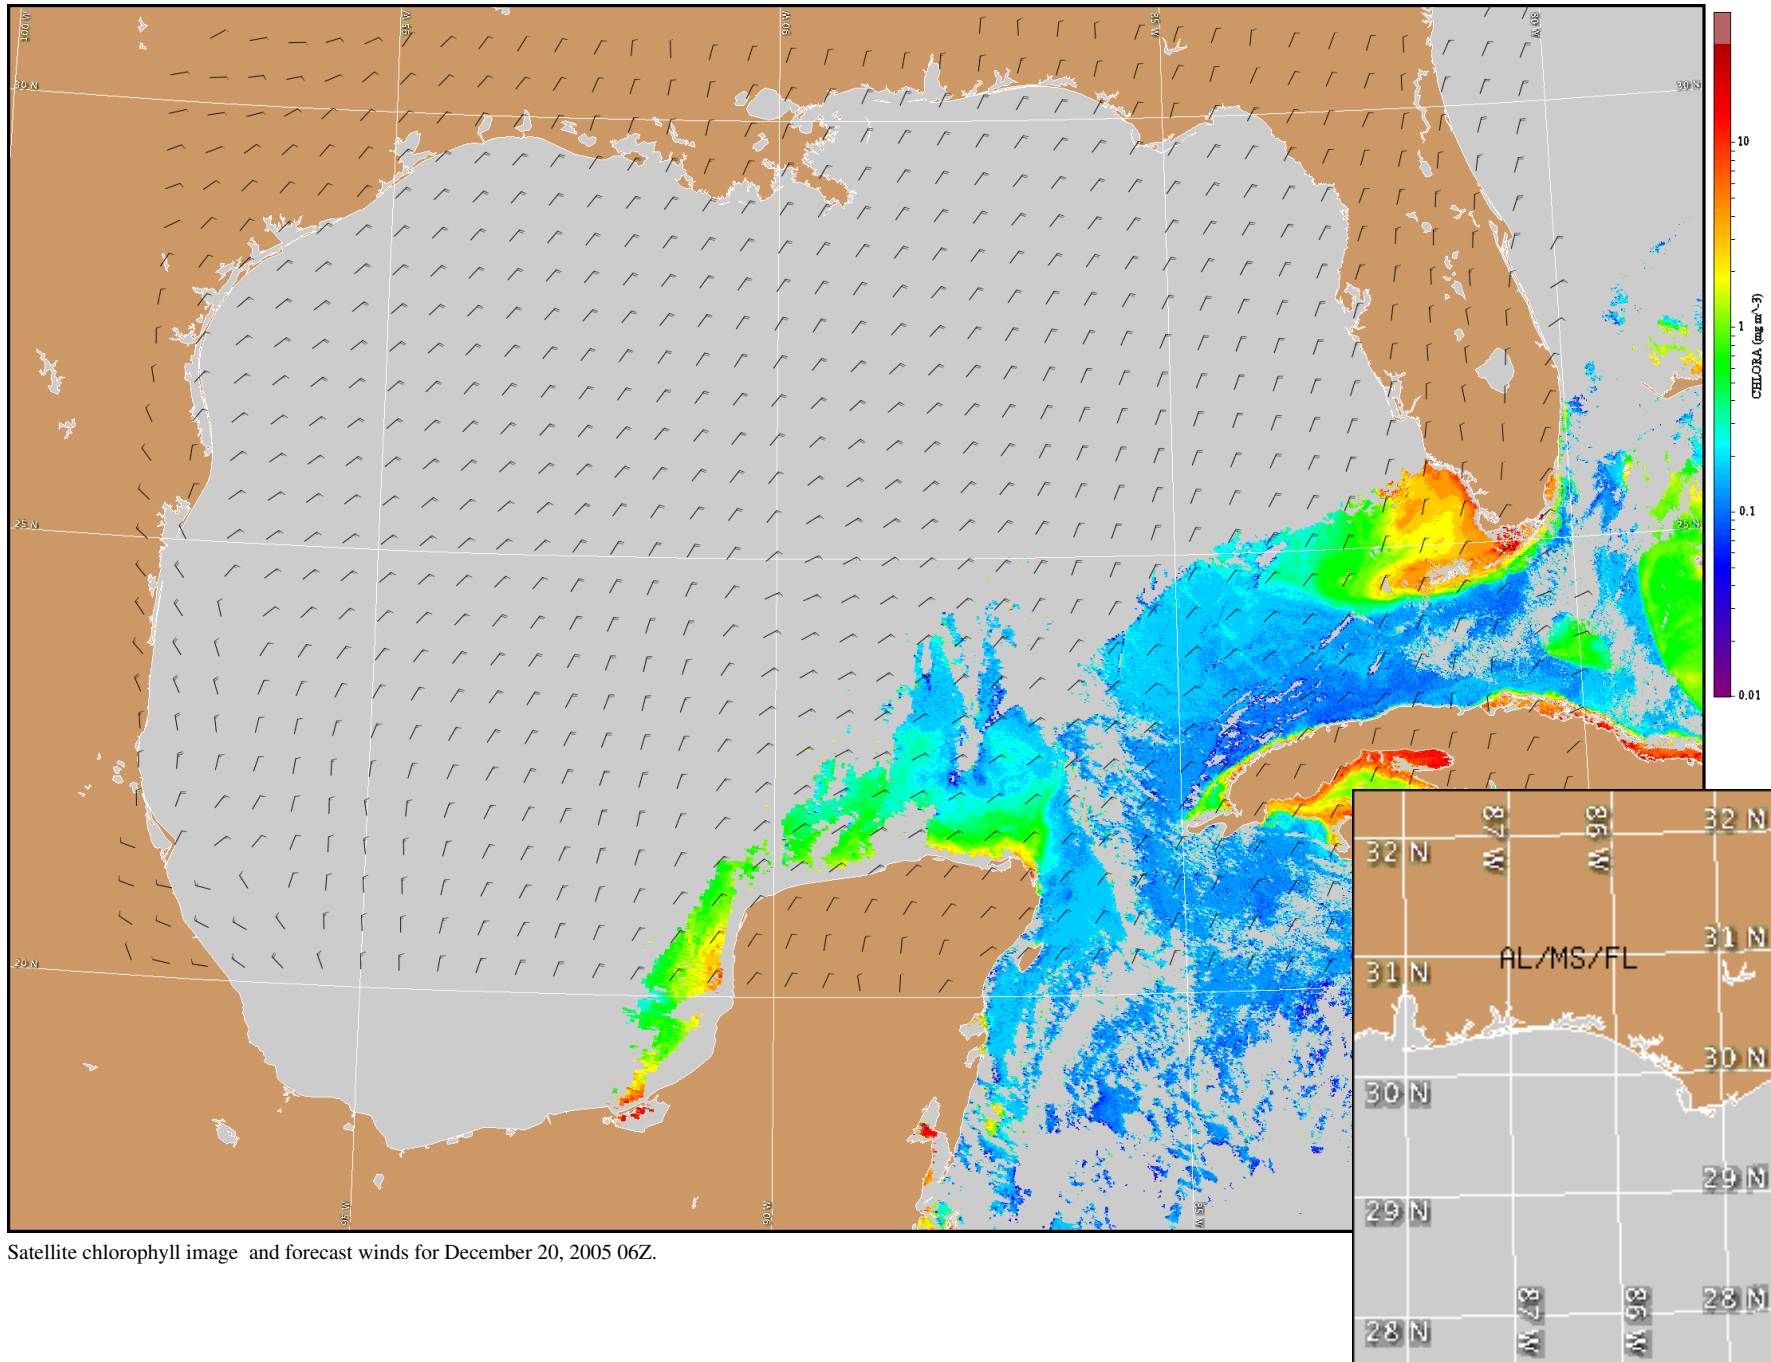 100 W
95 W
90 W
85 W
80 W
30 N
30 N
25 N
25 N
20 N
95 W
90 W
85 W
10
1
0.1
0.01
CHLORA (mg m^-3)
87 W
86 W
32 N
32 N
AL/MS/FL
31 N
31 N
30 N
30 N
29 N
29 N
28 N
28 N
87 W
86 W
Satellite chlorophyll image and forecast winds for December 20, 2005 06Z.